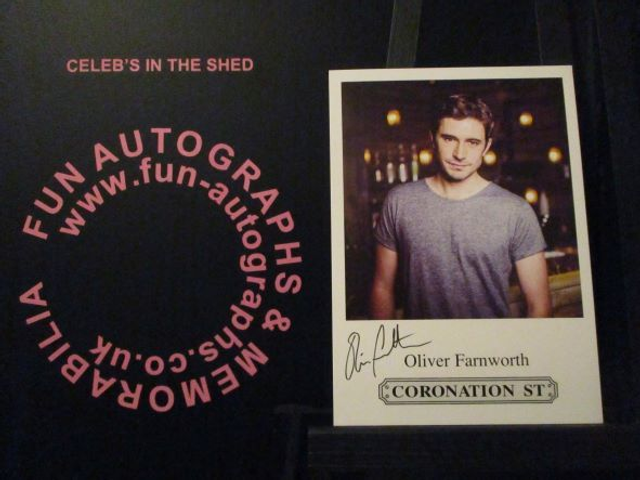 CELEB'S IN THE SHED
FUN AUTOGRAPHS & MEMORABILIA
www.fun-autographs.co.uk
Oliver Farnworth
CORONATION ST